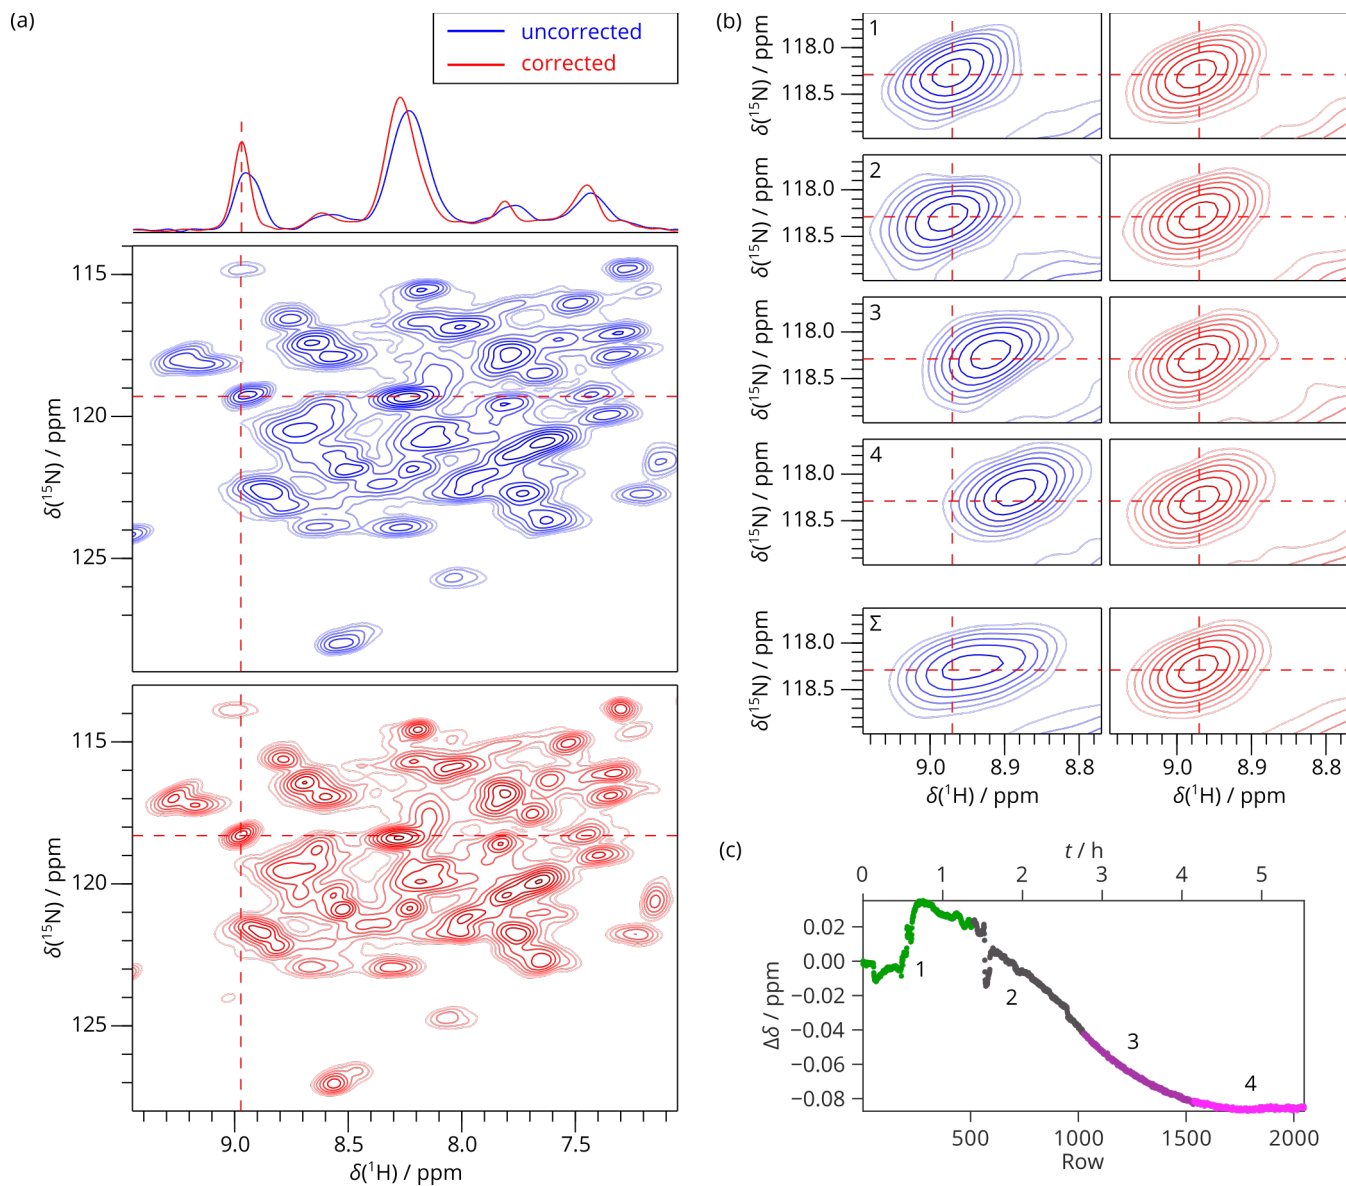 (a)
uncorrected
corrected
115
120
125
δ(¹⁵N) / ppm
115
120
125
δ(¹⁵N) / ppm
9.0 8.5 8.0 7.5
δ(¹H) / ppm
(b)
1
118.0
118.5
δ(¹⁵N) / ppm
2
118.0
118.5
δ(¹⁵N) / ppm
3
118.0
118.5
δ(¹⁵N) / ppm
4
118.0
118.5
δ(¹⁵N) / ppm
Σ
118.0
118.5
δ(¹⁵N) / ppm
9.0 8.9 8.8 9.0 8.9 8.8
δ(¹H) / ppm δ(¹H) / ppm
(c)
t / h
0 1 2 3 4 5
0.02
0.00
−0.02
−0.04
−0.06
−0.08
Δδ / ppm
1
2
3
4
500 1000 1500 2000
Row